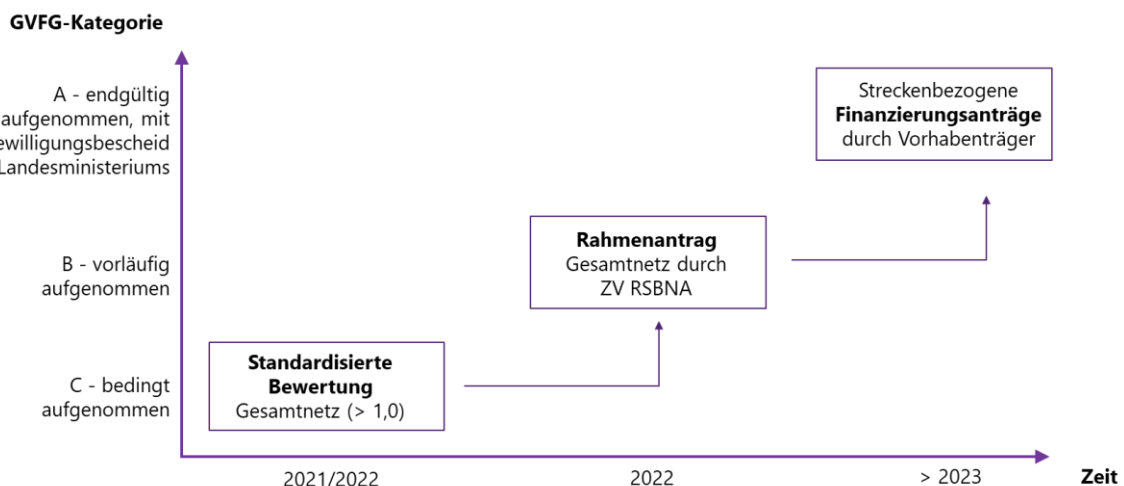 GVFG-Kategorie
A - endgültig
aufgenommen, mit
ewilligungsbescheid
Landesministeriums
Streckenbezogene
Finanzierungsanträge
durch Vorhabenträger
B - vorläufig
aufgenommen
Rahmenantrag
Gesamtnetz durch
ZV RSBNA
C - bedingt
aufgenommen
Standardisierte
Bewertung
Gesamtnetz (> 1,0)
2021/2022
2022
> 2023
Zeit